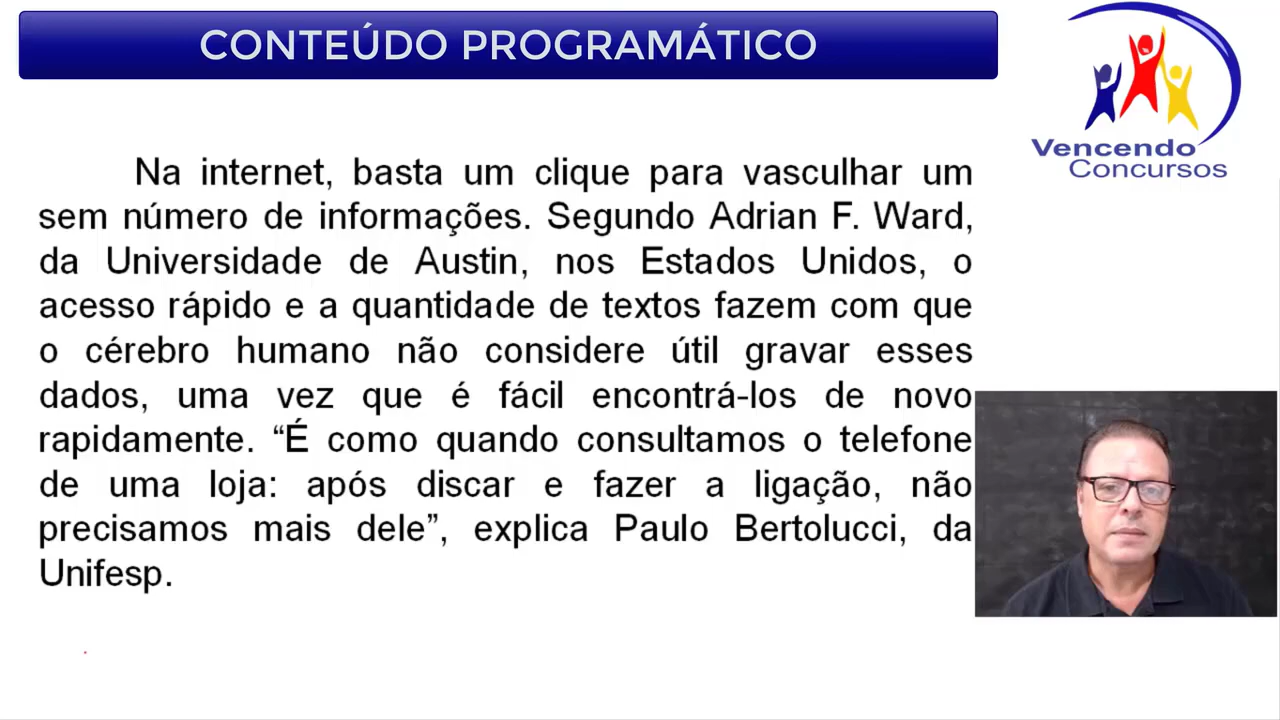 CONTEÚDO PROGRAMÁTICO
Vencendo
Concursos
Na internet, basta um clique para vasculhar um
sem número de informações. Segundo Adrian F. Ward,
da Universidade de Austin, nos Estados Unidos, o
acesso rápido e a quantidade de textos fazem com que
o cérebro humano não considere útil gravar esses
dados, uma vez que é fácil encontrá-los de novo
rapidamente. “É como quando consultamos o telefone
de uma loja: após discar e fazer a ligação, não
precisamos mais dele”, explica Paulo Bertolucci, da
Unifesp.